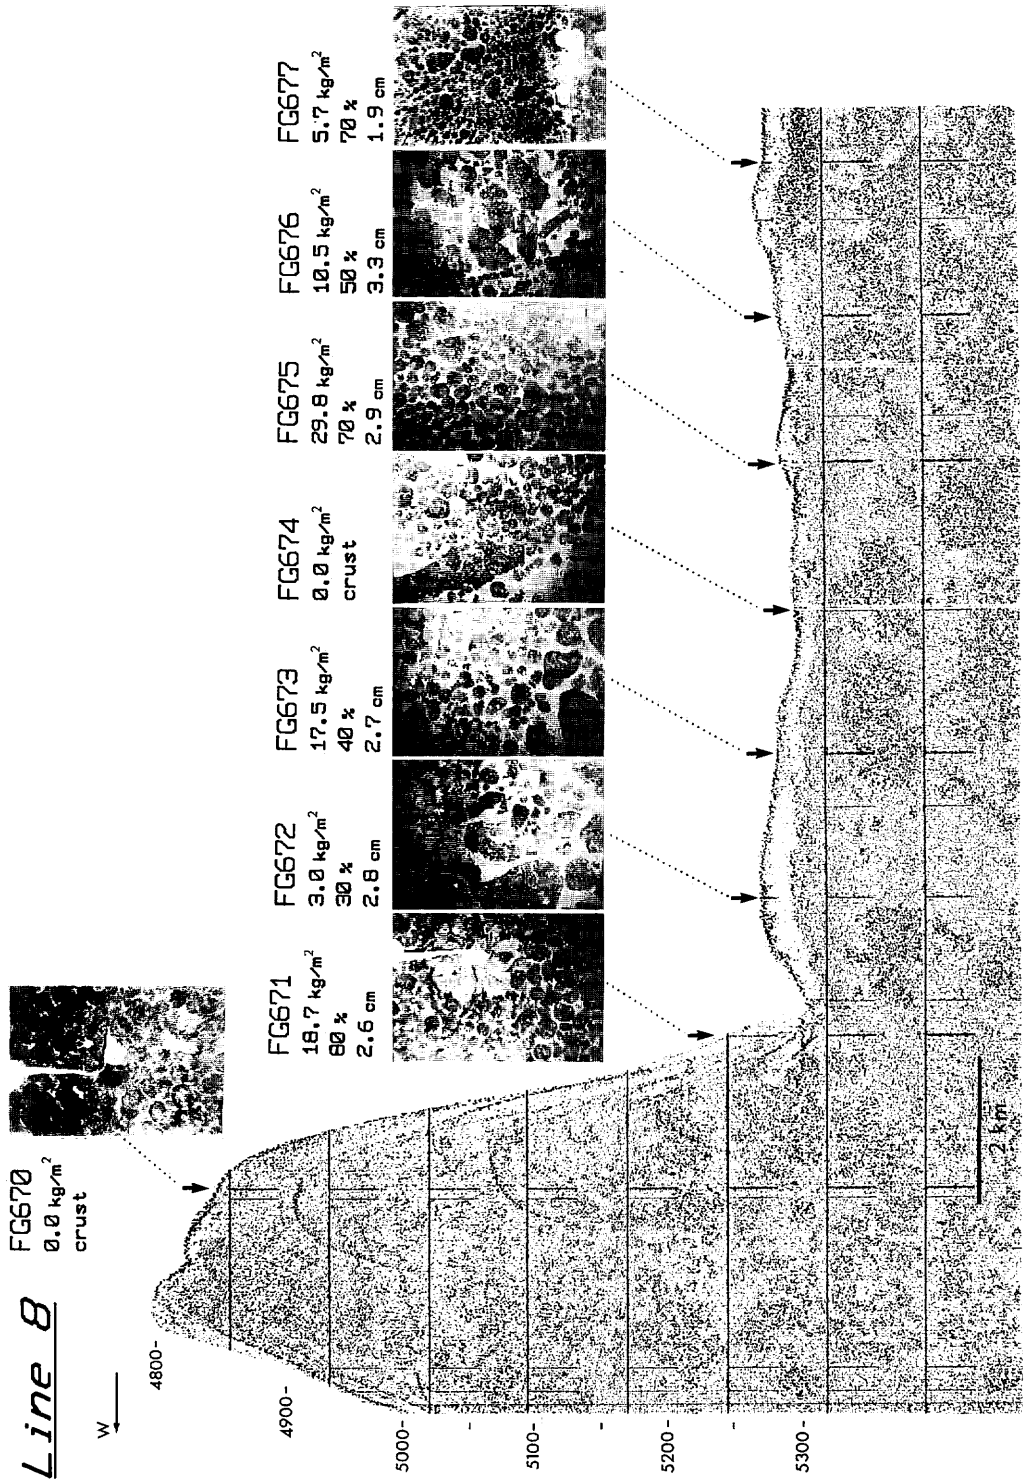 Line 8
W
FG670
0.0 kg/m²
crust
FG671
18.7 kg/m²
80 %
2.6 cm
FG672
3.0 kg/m²
30 %
2.8 cm
FG673
17.5 kg/m²
40 %
2.7 cm
FG674
0.0 kg/m²
crust
FG675
29.8 kg/m²
70 %
2.9 cm
FG676
10.5 kg/m²
50 %
3.3 cm
FG677
5.7 kg/m²
70 %
1.9 cm
4800-
4900-
5000-
5100-
5200-
5300-
2 km